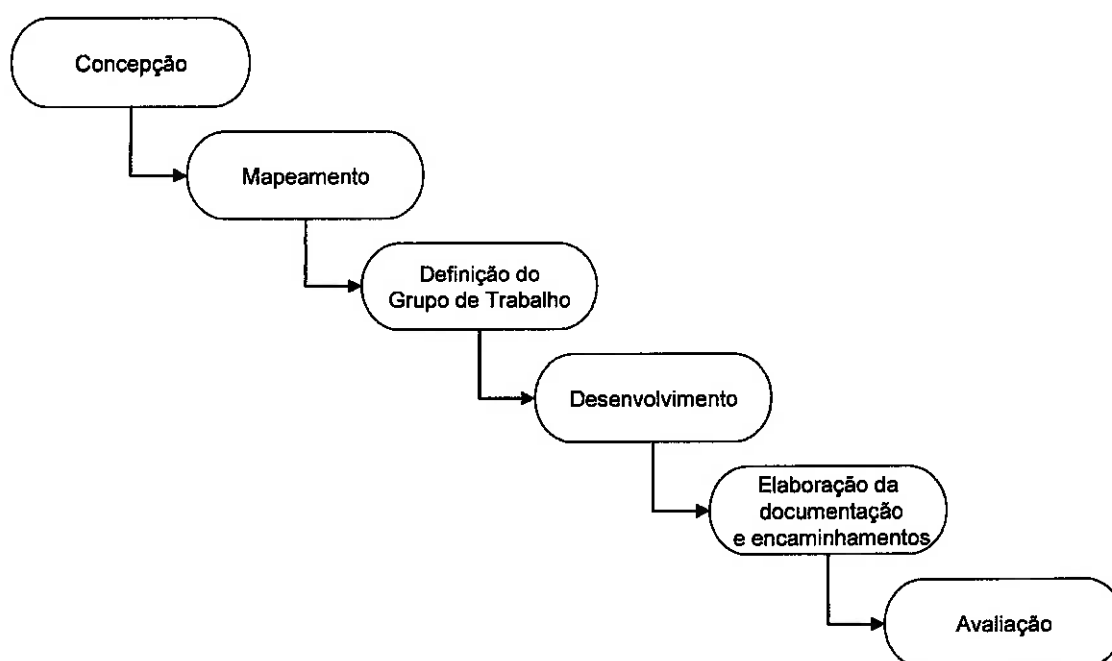 Concepção
Mapeamento
Definição do
Grupo de Trabalho
Desenvolvimento
Elaboração da
documentação
e encaminhamentos
Avaliação